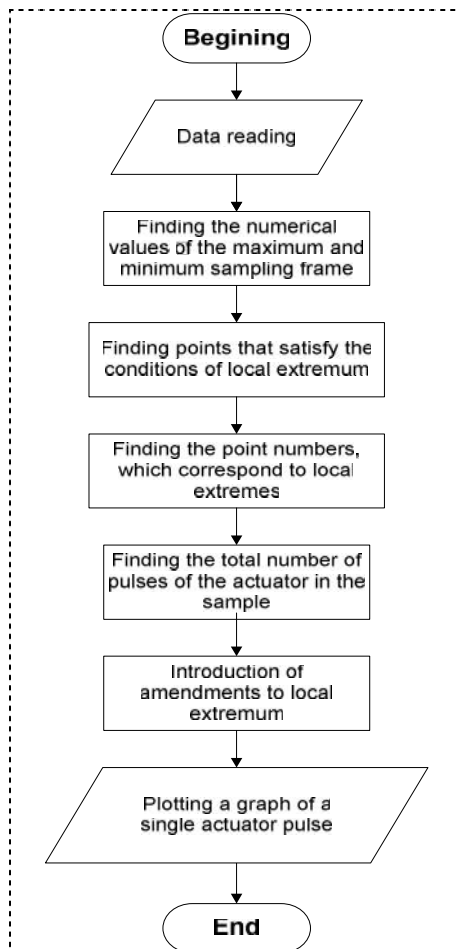 Begining
Data reading
Finding the numerical
values of the maximum and
minimum sampling frame
Finding points that satisfy the
conditions of local extremum
Finding the point numbers,
which correspond to local
extremes
Finding the total number of
pulses of the actuator in the
sample
Introduction of
amendments to local
extremum
Plotting a graph of a
single actuator pulse
End